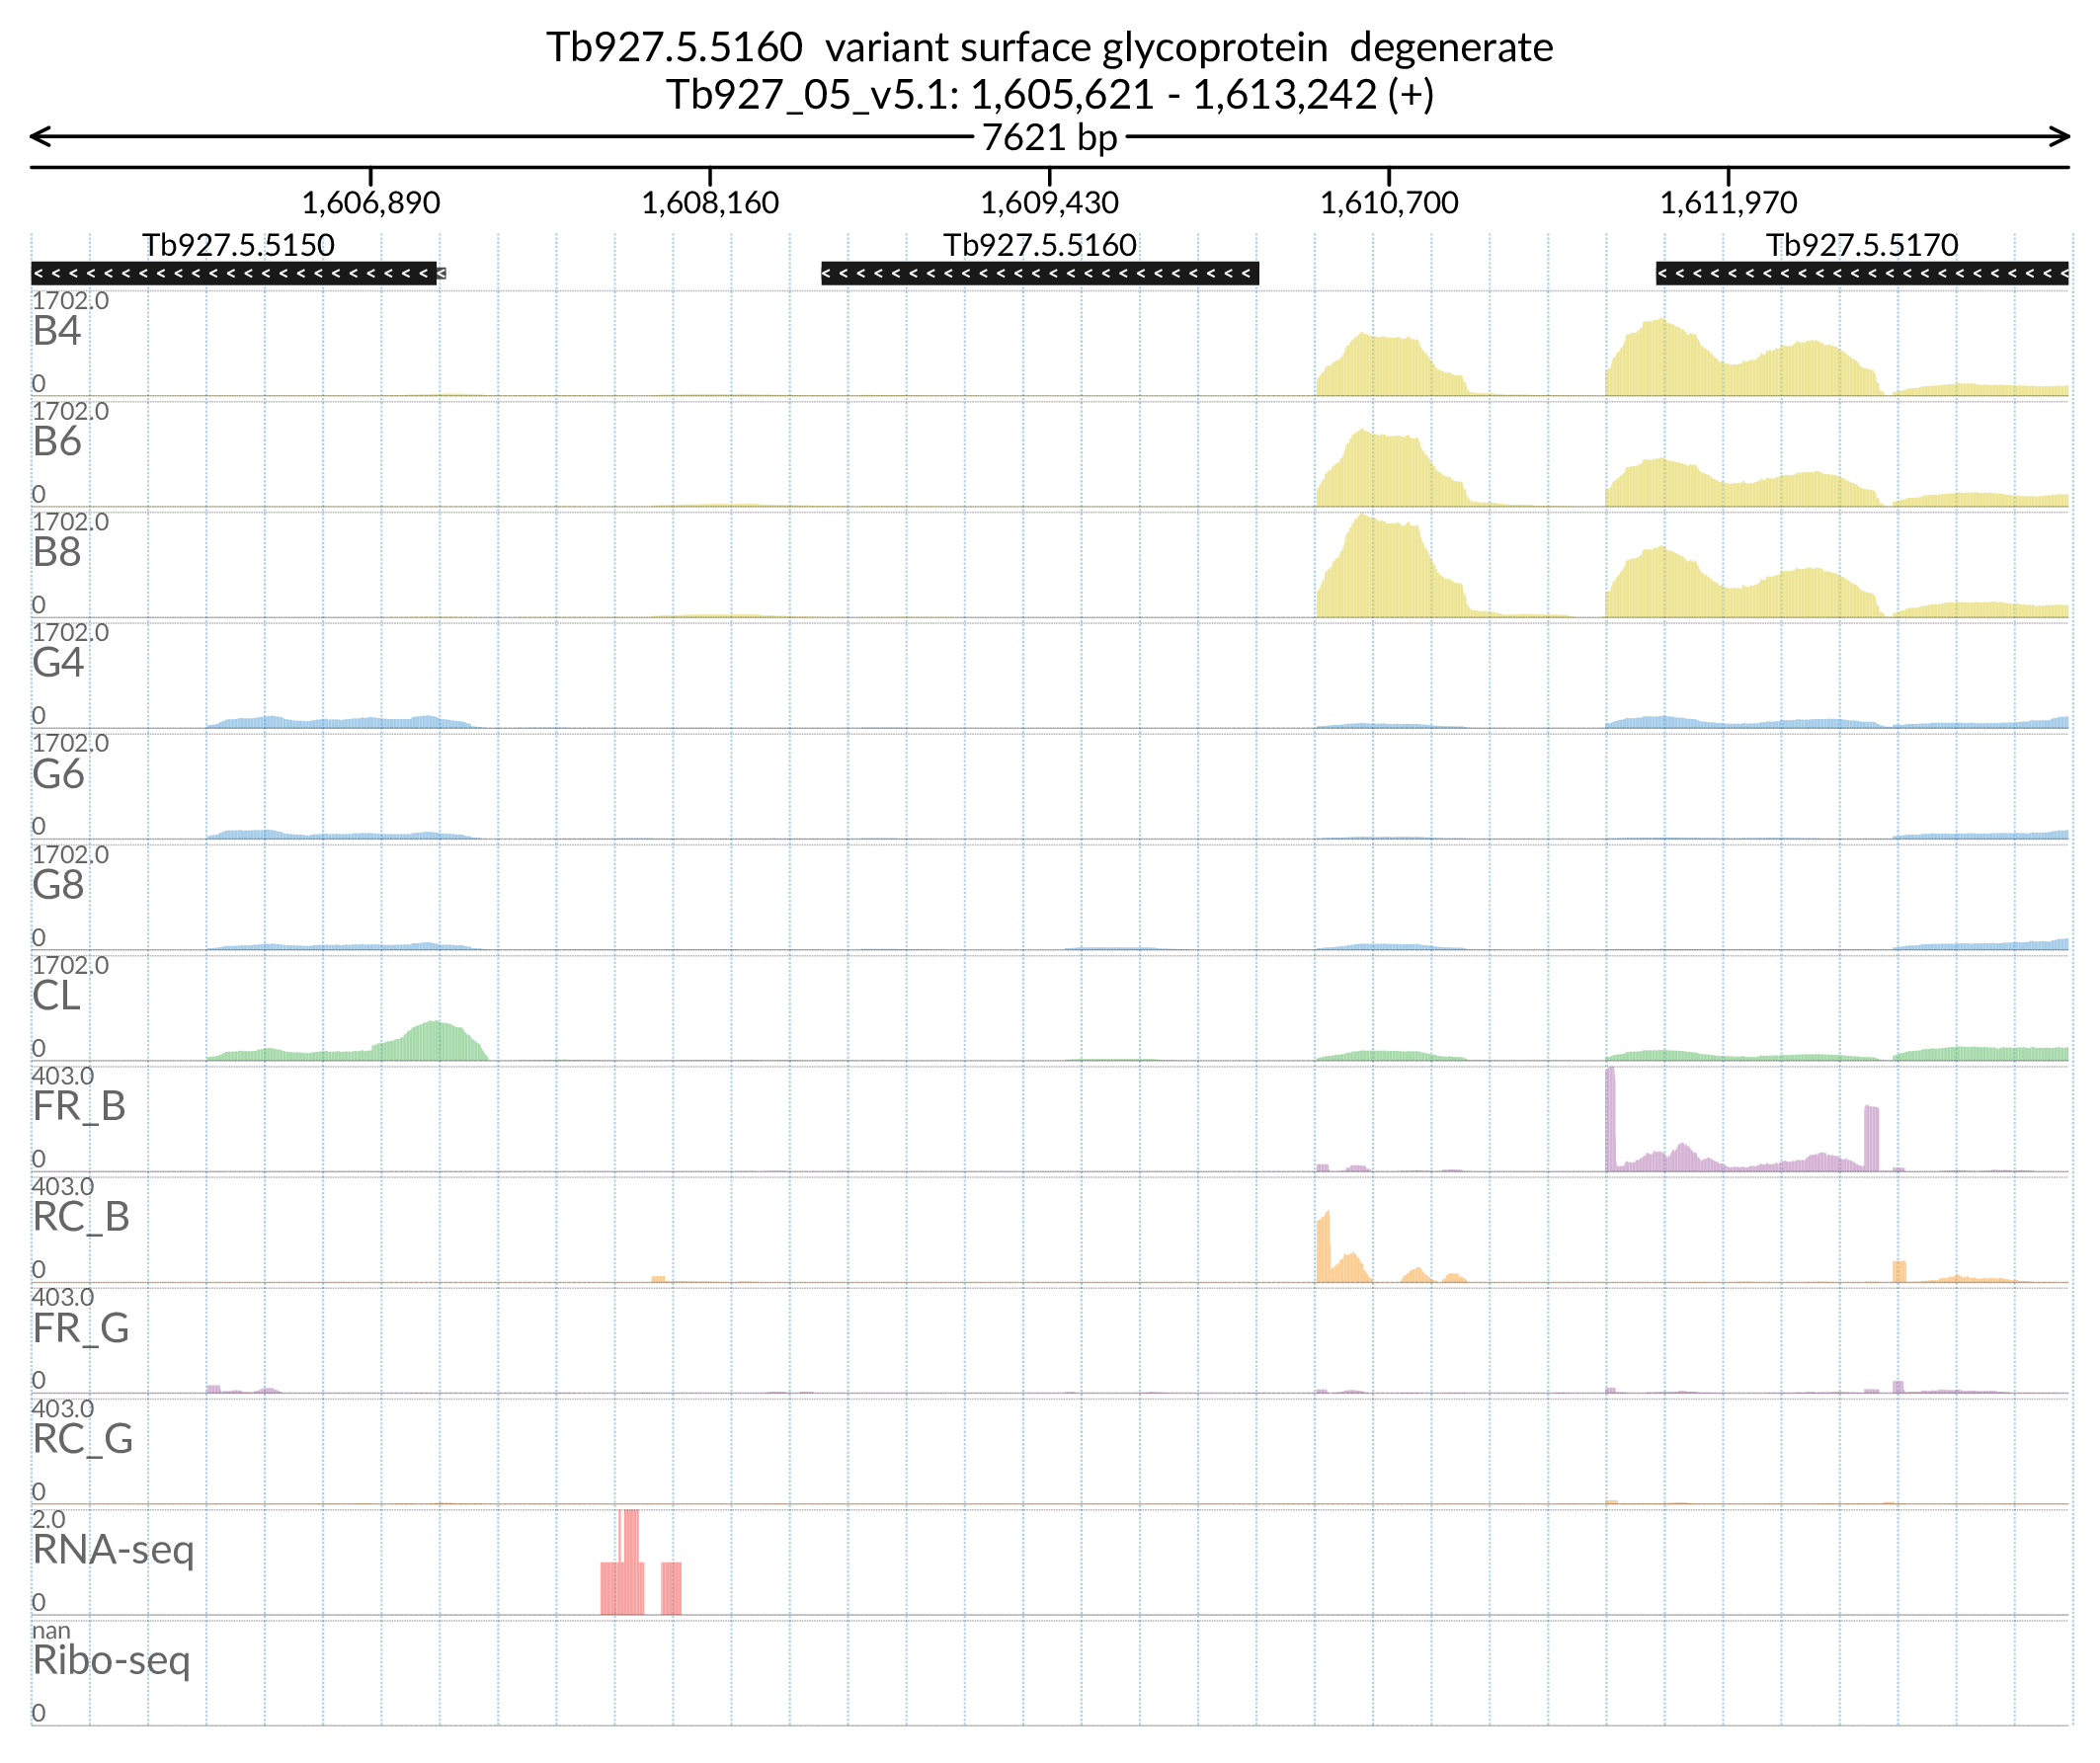 Tb927.5.5160 variant surface glycoprotein degenerate
Tb927_05_v5.1: 1,605,621 - 1,613,242 (+)
7621 bp
1,606,890 1,608,160 1,609,430 1,610,700 1,611,970
Tb927.5.5150 Tb927.5.5160 Tb927.5.5170
1702.0
B4
0
1702.0
B6
0
1702.0
B8
0
1702.0
G4
0
1702.0
G6
0
1702.0
G8
0
1702.0
CL
0
403.0
FR_B
0
403.0
RC_B
0
403.0
FR_G
0
403.0
RC_G
0
2.0
RNA-seq
0
nan
Ribo-seq
0